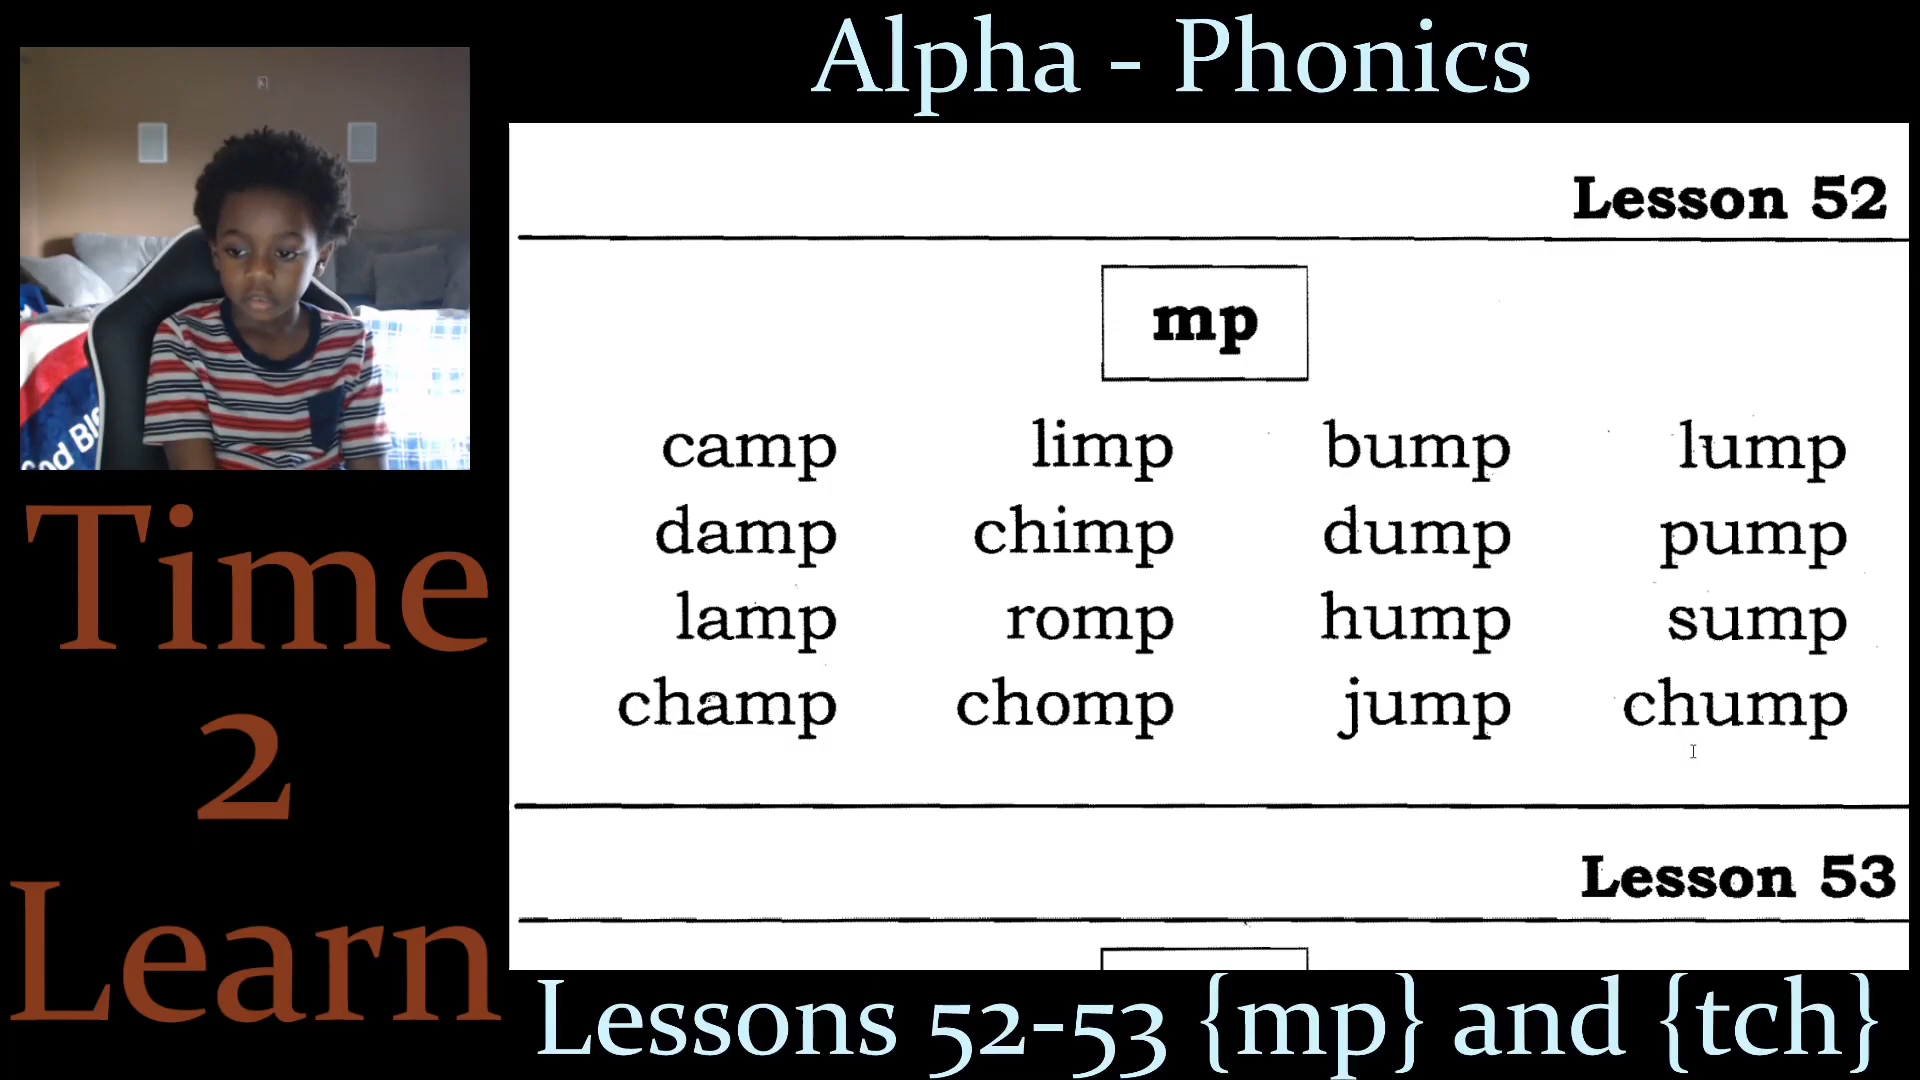 Alpha - Phonics
Lesson 52
mp
camp limp bump lump
damp chimp dump pump
lamp romp hump sump
champ chomp jump chump
Lesson 53
Time
2
Learn
Lessons 52-53 {mp} and {tch}